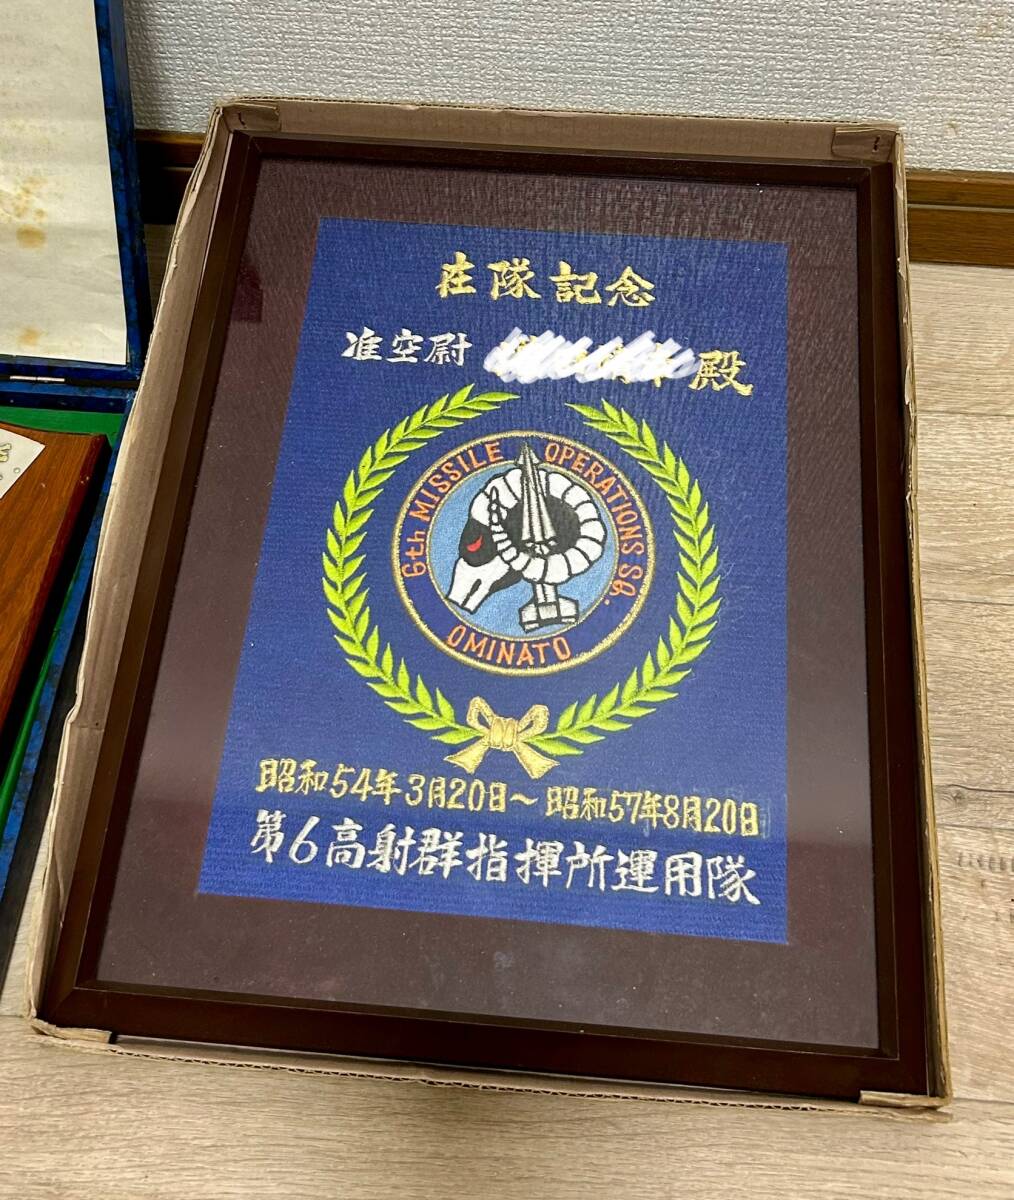 在隊記念
准空尉
殿
6th MISSILE OPERATIONS SQ.
OMINATO
昭和54年3月20日～昭和57年8月20日
第6高射群指揮所運用隊